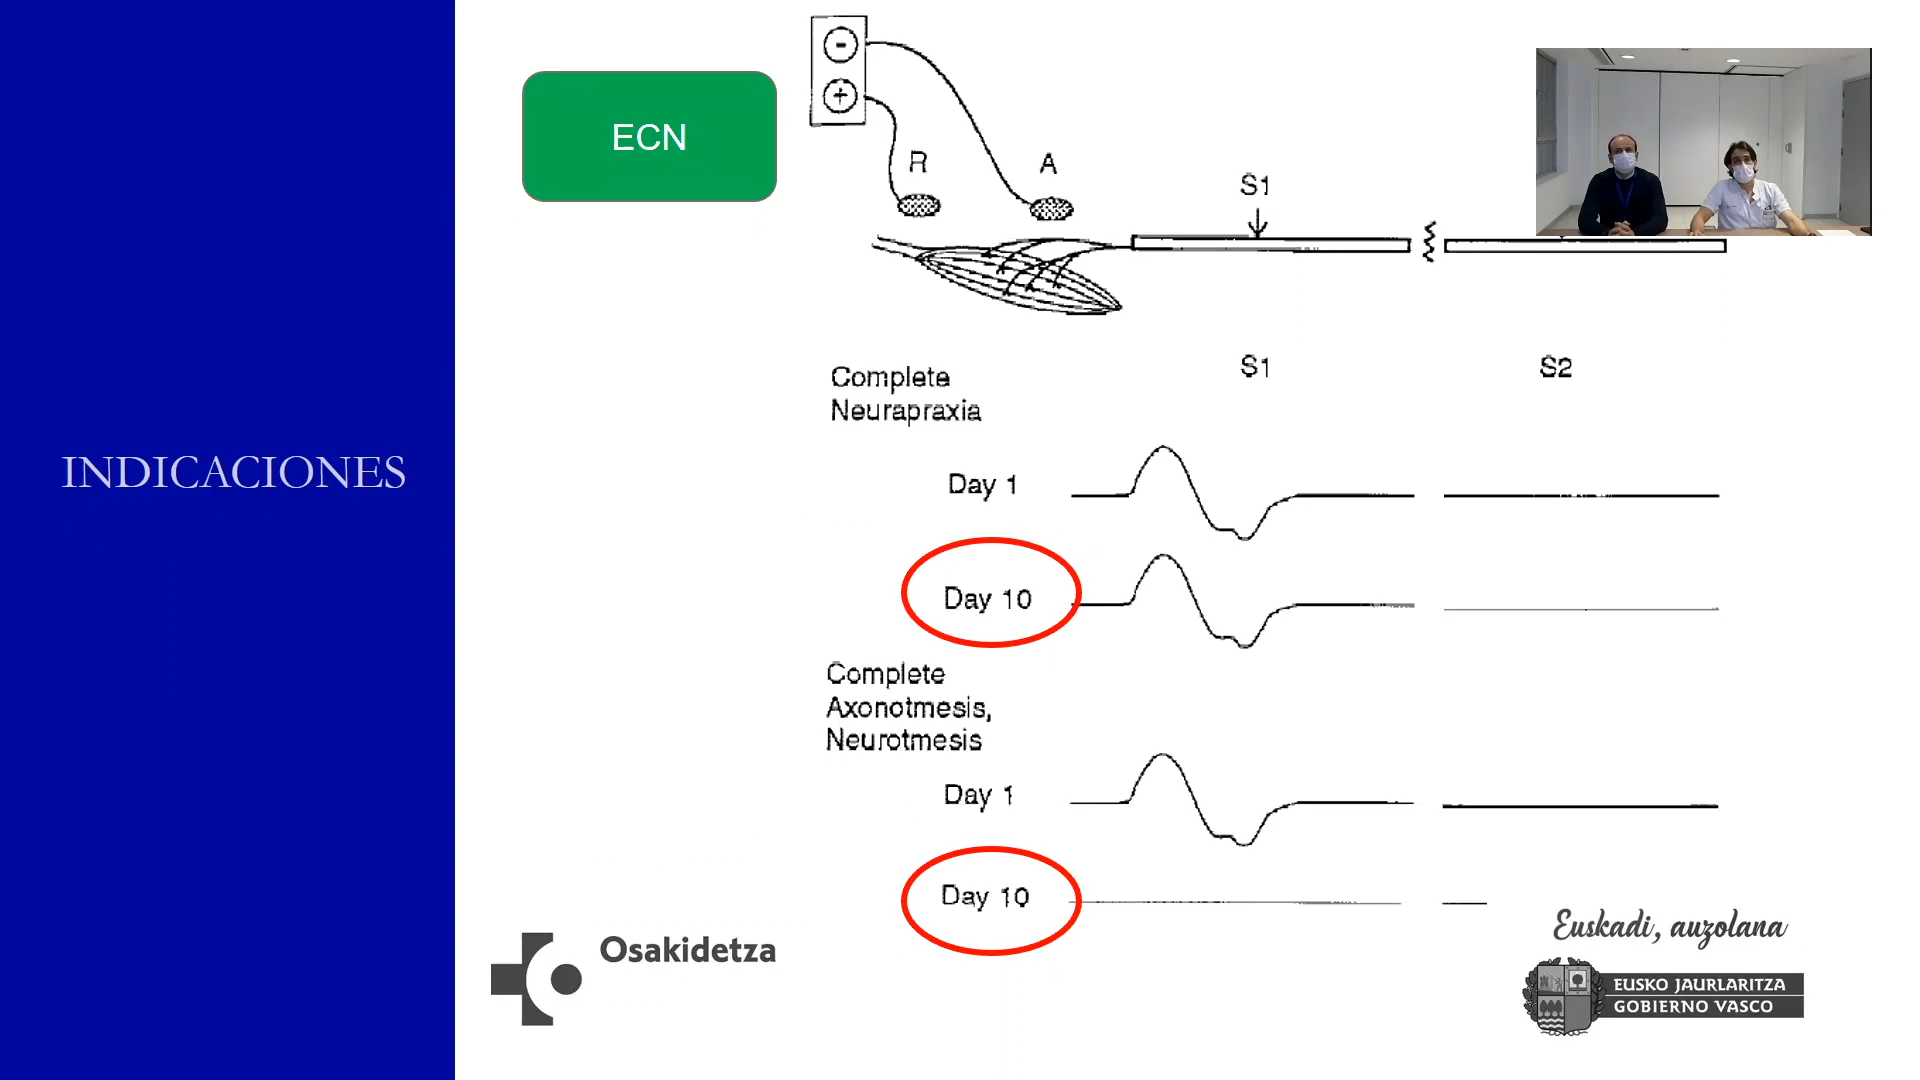 INDICACIONES
ECN
-
+
R
A
S1
S1
S2
Complete
Neurapraxia
Day 1
Day 10
Complete
Axonotmesis,
Neurotmesis
Day 1
Day 10
Osakidetza
Euskadi, auzolana
EUSKO JAURLARITZA
GOBIERNO VASCO